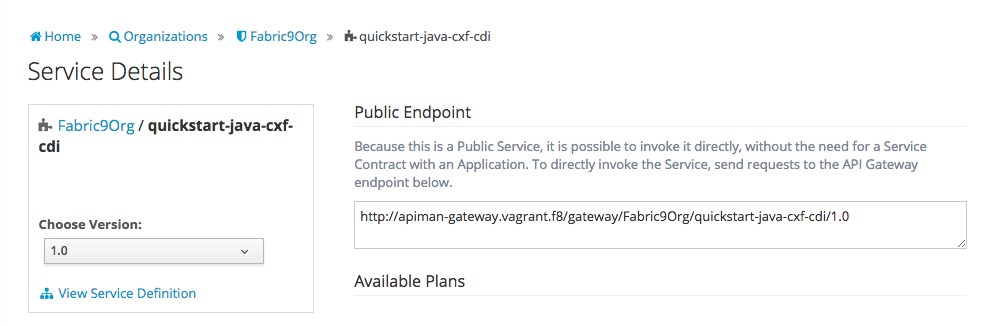 Home » Organizations » Fabric9Org » quickstart-java-cxf-cdi
Service Details
Fabric9Org / quickstart-java-cxf-
cdi
Choose Version:
1.0
View Service Definition
Public Endpoint
Because this is a Public Service, it is possible to invoke it directly, without the need for a Service
Contract with an Application. To directly invoke the Service, send requests to the API Gateway
endpoint below.
http://apiman-gateway.vagrant.f8/gateway/Fabric9Org/quickstart-java-cxf-cdi/1.0
Available Plans